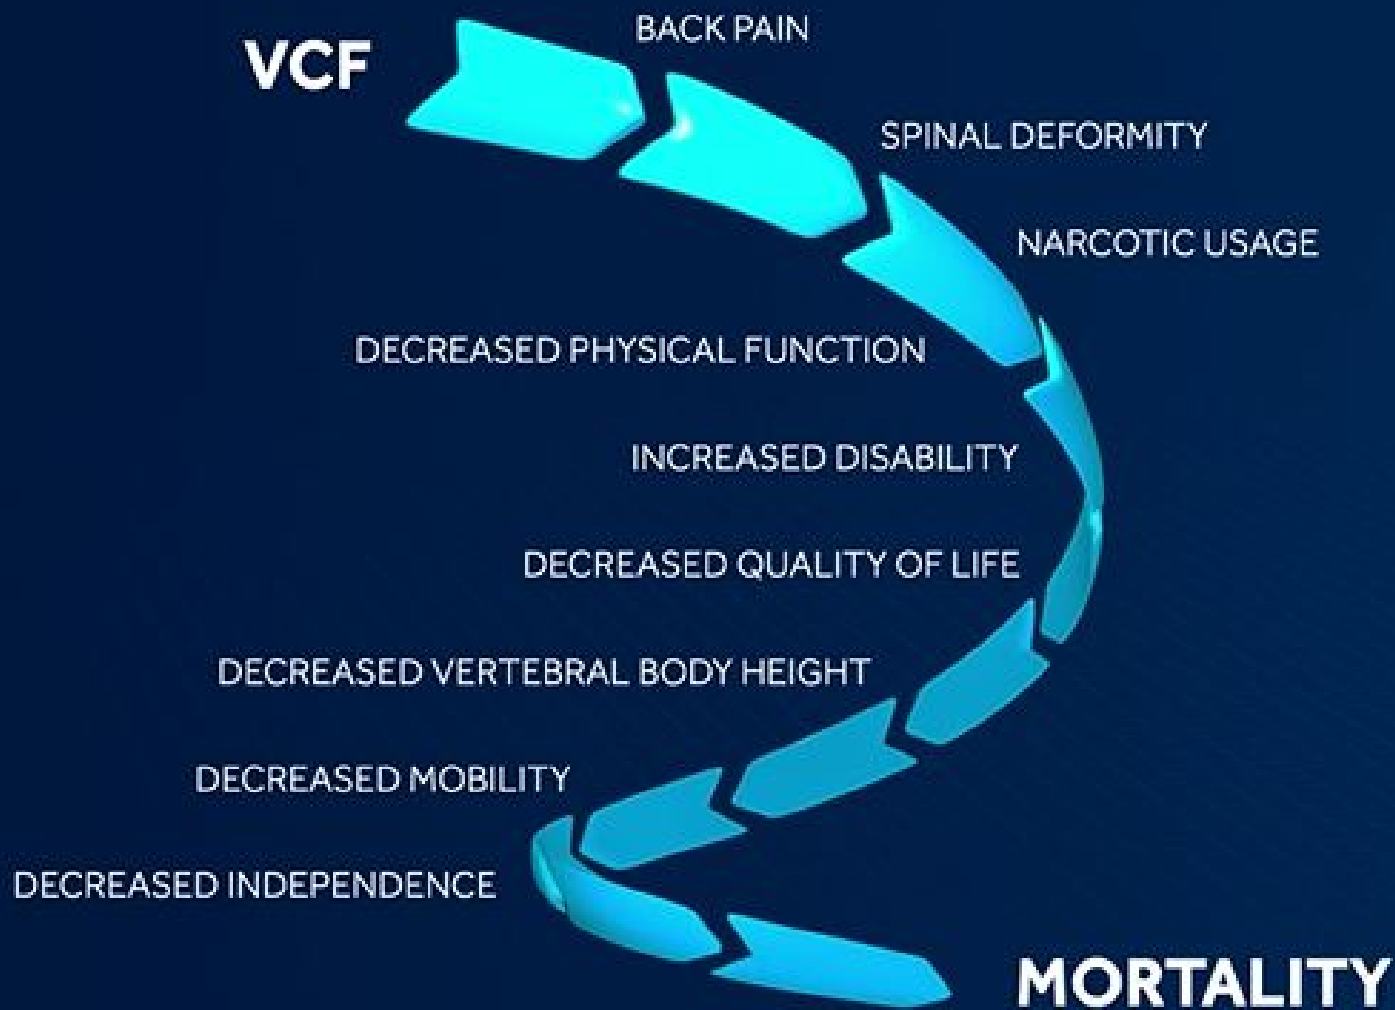 VCF
BACK PAIN
SPINAL DEFORMITY
NARCOTIC USAGE
DECREASED PHYSICAL FUNCTION
INCREASED DISABILITY
DECREASED QUALITY OF LIFE
DECREASED VERTEBRAL BODY HEIGHT
DECREASED MOBILITY
DECREASED INDEPENDENCE
MORTALITY